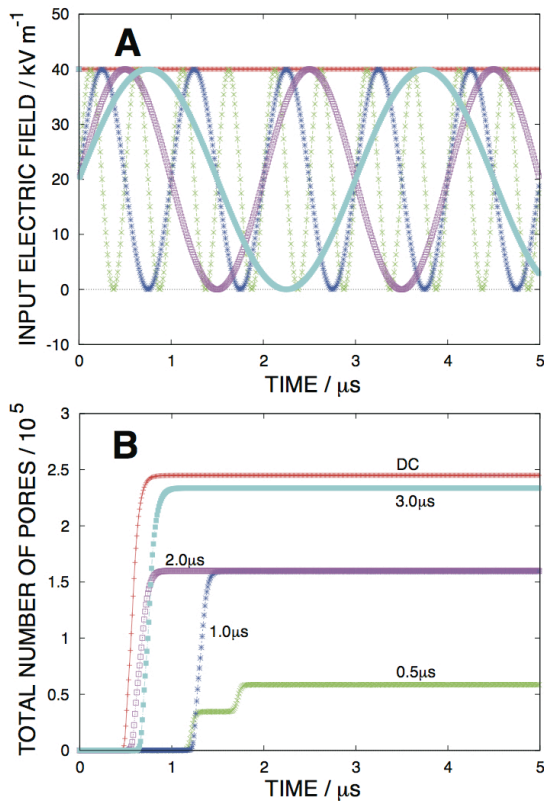 A
INPUT ELECTRIC FIELD / kV m⁻¹
50
40
30
20
10
0
-10
0 1 2 3 4 5
TIME / μs
B
TOTAL NUMBER OF PORES / 10⁵
3
2.5
2
1.5
1
0.5
0
DC
3.0μs
2.0μs
1.0μs
0.5μs
0 1 2 3 4 5
TIME / μs